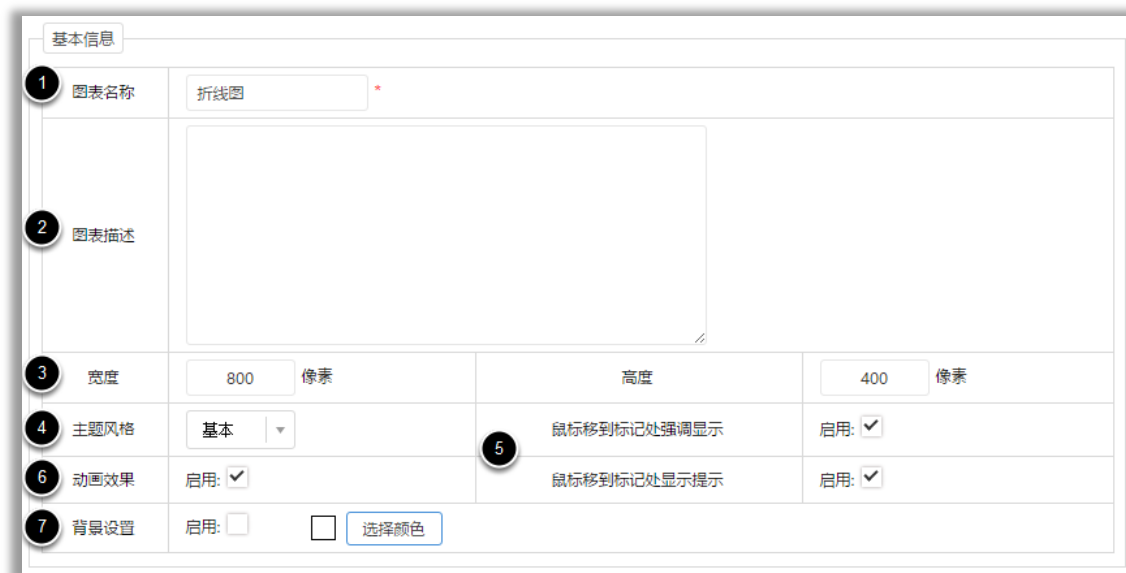 基本信息
1 图表名称 折线图 *
2 图表描述
3 宽度 800 像素 高度 400 像素
4 主题风格 基本 5 鼠标移到标记处强调显示 启用:
6 动画效果 启用: 鼠标移到标记处显示提示 启用:
7 背景设置 启用: 选择颜色